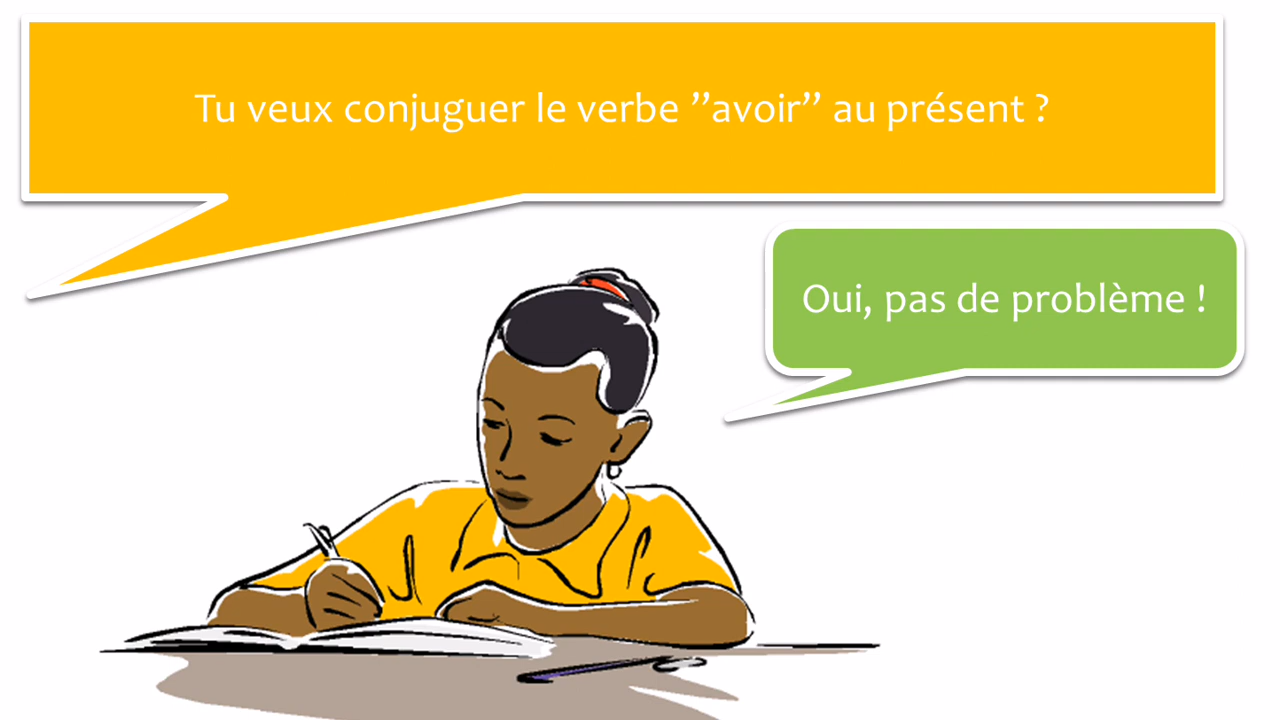 Tu veux conjuguer le verbe ”avoir” au présent ?
Oui, pas de problème !